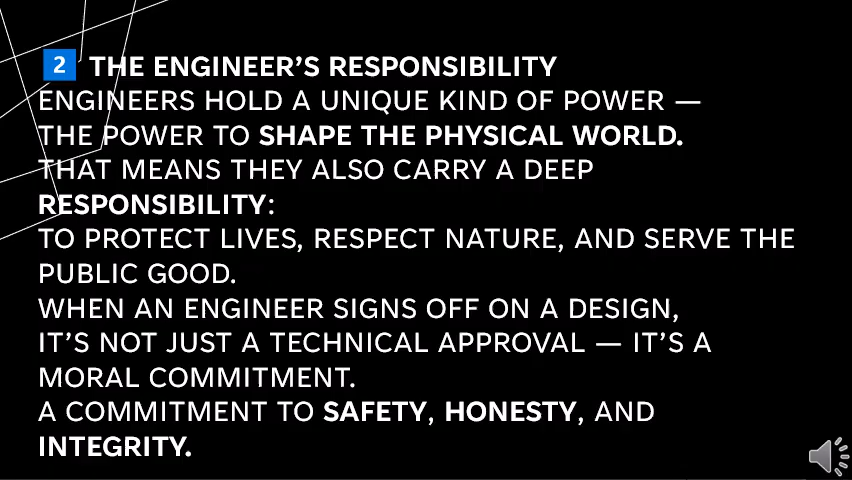 2 THE ENGINEER’S RESPONSIBILITY
ENGINEERS HOLD A UNIQUE KIND OF POWER —
THE POWER TO SHAPE THE PHYSICAL WORLD.
THAT MEANS THEY ALSO CARRY A DEEP
RESPONSIBILITY:
TO PROTECT LIVES, RESPECT NATURE, AND SERVE THE
PUBLIC GOOD.
WHEN AN ENGINEER SIGNS OFF ON A DESIGN,
IT’S NOT JUST A TECHNICAL APPROVAL — IT’S A
MORAL COMMITMENT.
A COMMITMENT TO SAFETY, HONESTY, AND
INTEGRITY.